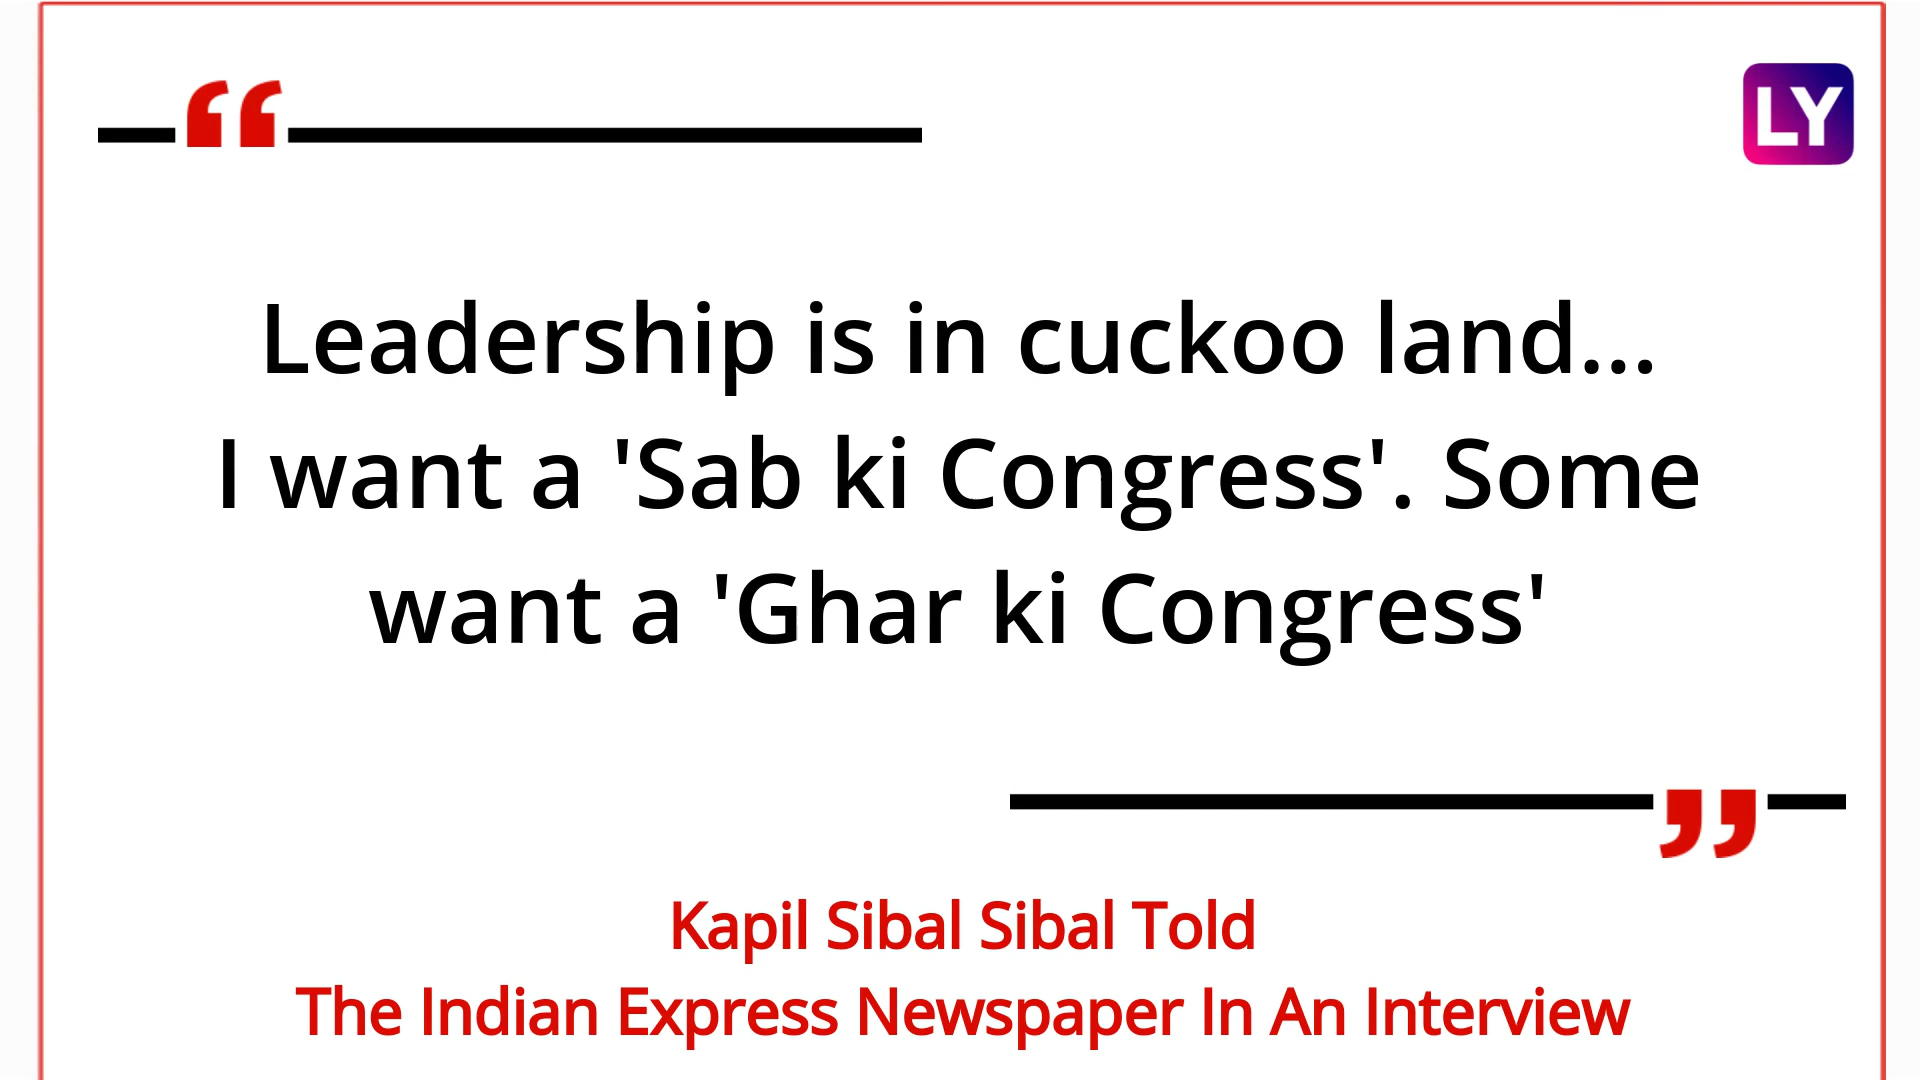 “
LY
Leadership is in cuckoo land...
I want a 'Sab ki Congress'. Some
want a 'Ghar ki Congress'
”
Kapil Sibal Sibal Told
The Indian Express Newspaper In An Interview